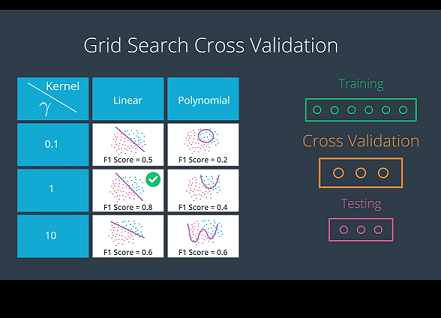 Grid Search Cross Validation
Kernel
γ
Linear
Polynomial
0.1
F1 Score = 0.5
F1 Score = 0.2
1
F1 Score = 0.8
F1 Score = 0.4
10
F1 Score = 0.6
F1 Score = 0.6
Training
Cross Validation
Testing